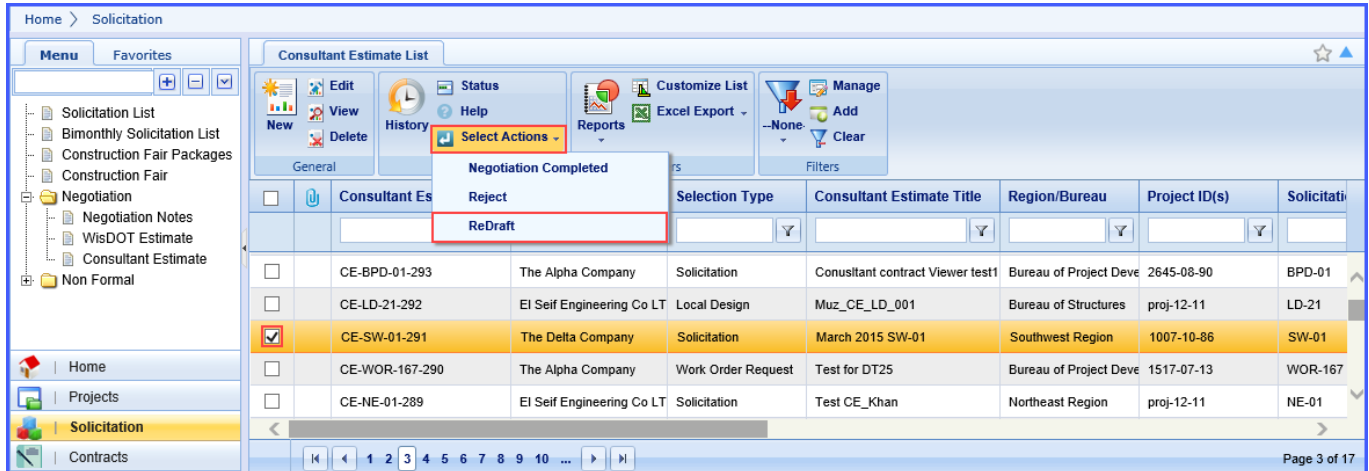 Home > Solicitation
Menu Favorites
Solicitation List
Bimonthly Solicitation List
Construction Fair Packages
Construction Fair
Negotiation
Negotiation Notes
WisDOT Estimate
Consultant Estimate
Non Formal
Home
Projects
Solicitation
Contracts
Consultant Estimate List
New
Edit
View
Delete
General
History
Status
Help
Select Actions
Negotiation Completed
Reject
ReDraft
Reports
Customize List
Excel Export
--None-
Manage
Add
Clear
Filters
Consultant Es Selection Type Consultant Estimate Title Region/Bureau Project ID(s) Solicitati
CE-BPD-01-293 The Alpha Company Solicitation Conusltant contract Viewer test1 Bureau of Project Deve 2645-08-90 BPD-01
CE-LD-21-292 El Seif Engineering Co LT Local Design Muz_CE_LD_001 Bureau of Structures proj-12-11 LD-21
CE-SW-01-291 The Delta Company Solicitation March 2015 SW-01 Southwest Region 1007-10-86 SW-01
CE-WOR-167-290 The Alpha Company Work Order Request Test for DT25 Bureau of Project Deve 1517-07-13 WOR-167
CE-NE-01-289 El Seif Engineering Co LT Solicitation Test CE_Khan Northeast Region proj-12-11 NE-01
1 2 3 4 5 6 7 8 9 10 ... Page 3 of 17